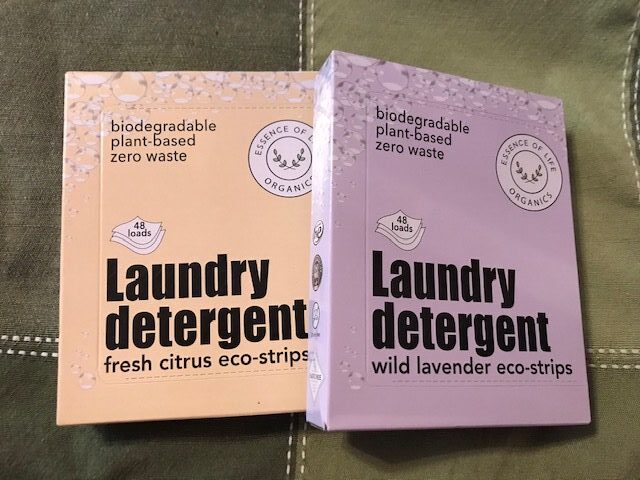 biodegradable
plant-based
zero waste
ESSENCE OF LIFE
ORGANICS
48
loads
Laundry
detergent
fresh citrus eco-strips
biodegradable
plant-based
zero waste
ESSENCE OF LIFE
ORGANICS
48
loads
Laundry
detergent
wild lavender eco-strips